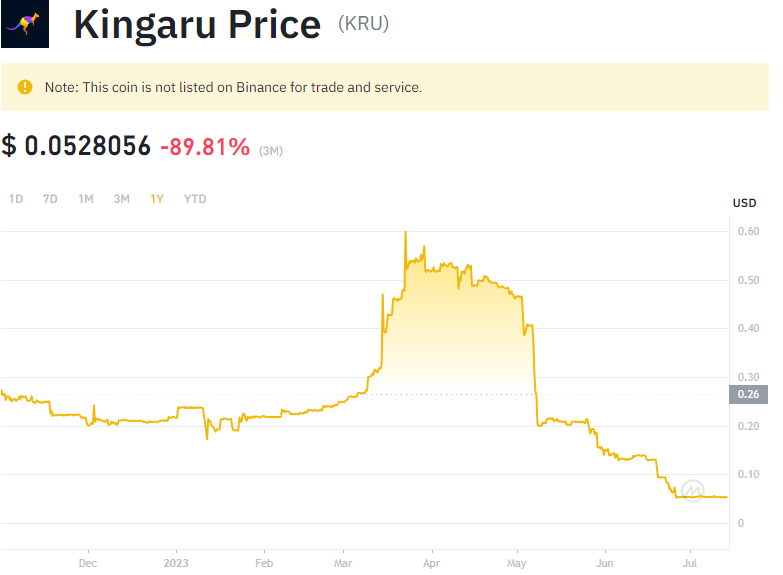 Kingaru Price (KRU)
Note: This coin is not listed on Binance for trade and service.
$ 0.0528056 -89.81% (3M)
1D 7D 1M 3M 1Y YTD
USD
0.60
0.50
0.40
0.30
0.26
0.20
0.10
0
Dec 2023 Feb Mar Apr May Jun Jul